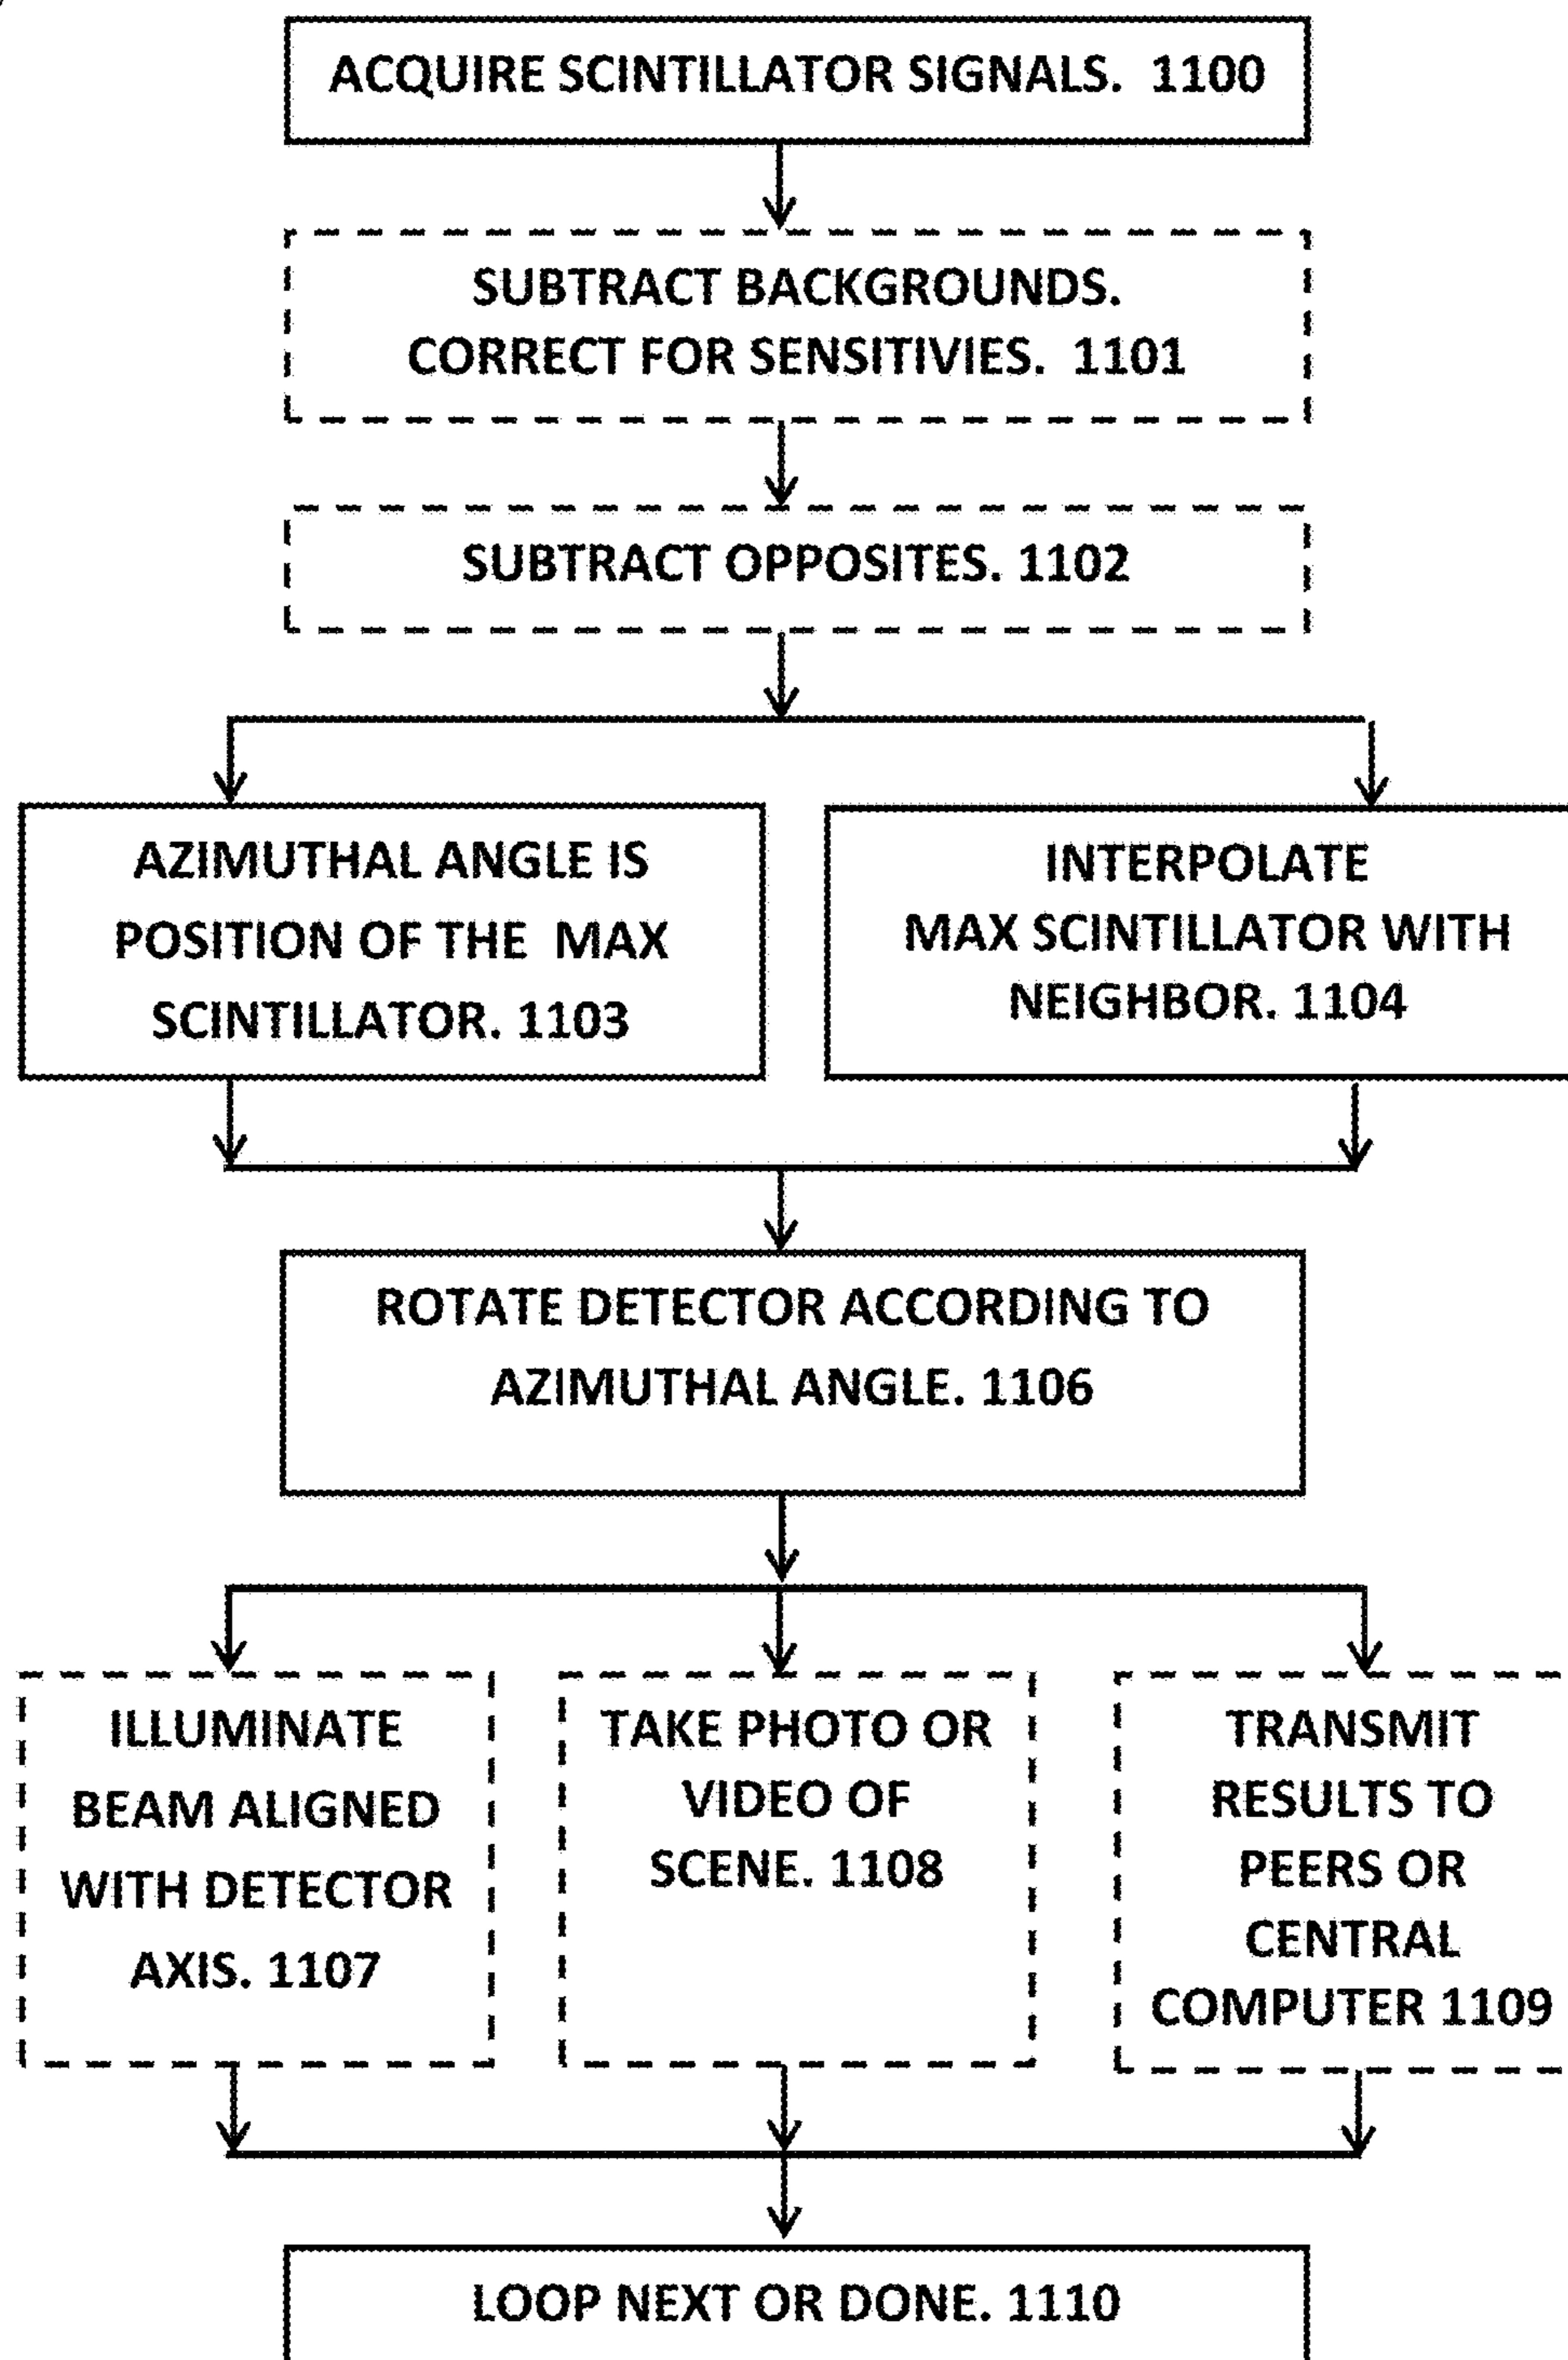 ACQUIRE SCINTILLATOR SIGNALS. 1100
SUBTRACT BACKGROUNDS.
CORRECT FOR SENSITIVIES. 1101
SUBTRACT OPPOSITES. 1102
AZIMUTHAL ANGLE IS
POSITION OF THE MAX
SCINTILLATOR. 1103
INTERPOLATE
MAX SCINTILLATOR WITH
NEIGHBOR. 1104
ROTATE DETECTOR ACCORDING TO
AZIMUTHAL ANGLE. 1106
ILLUMINATE
BEAM ALIGNED
WITH DETECTOR
AXIS. 1107
TAKE PHOTO OR
VIDEO OF
SCENE. 1108
TRANSMIT
RESULTS TO
PEERS OR
CENTRAL
COMPUTER 1109
LOOP NEXT OR DONE. 1110